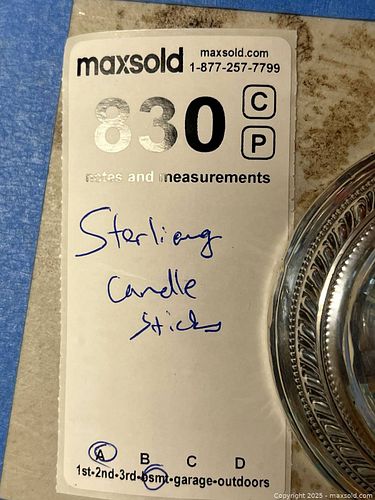 maxsold
maxsold.com
1-877-257-7799
830
C
P
notes and measurements
Sterliong
Candle
Sticks
A B C D
1st-2nd-3rd-bsmt-garage-outdoors
Copyright 2025 - maxsold.com